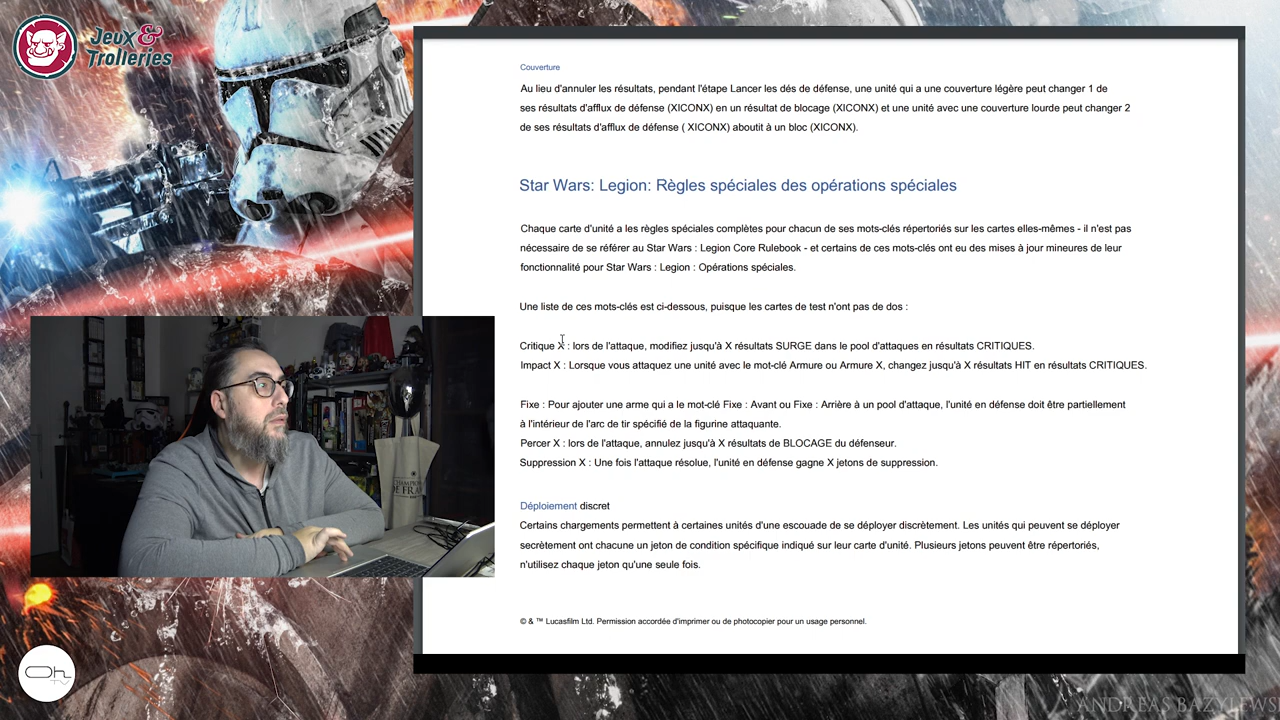 Jeux &
Trolleries
Couverture
Au lieu d'annuler les résultats, pendant l'étape Lancer les dés de défense, une unité qui a une couverture légère peut changer 1 de
ses résultats d'afflux de défense (XICONX) en un résultat de blocage (XICONX) et une unité avec une couverture lourde peut changer 2
de ses résultats d'afflux de défense ( XICONX) aboutit à un bloc (XICONX).
Star Wars: Legion: Règles spéciales des opérations spéciales
Chaque carte d'unité a les règles spéciales complètes pour chacun de ses mots-clés répertoriés sur les cartes elles-mêmes - il n'est pas
nécessaire de se référer au Star Wars : Legion Core Rulebook - et certains de ces mots-clés ont eu des mises à jour mineures de leur
fonctionnalité pour Star Wars : Legion : Opérations spéciales.
Une liste de ces mots-clés est ci-dessous, puisque les cartes de test n'ont pas de dos :
Critique X : lors de l'attaque, modifiez jusqu'à X résultats SURGE dans le pool d'attaques en résultats CRITIQUES.
Impact X : Lorsque vous attaquez une unité avec le mot-clé Armure ou Armure X, changez jusqu'à X résultats HIT en résultats CRITIQUES.
Fixe : Pour ajouter une arme qui a le mot-clé Fixe : Avant ou Fixe : Arrière à un pool d'attaque, l'unité en défense doit être partiellement
à l'intérieur de l'arc de tir spécifié de la figurine attaquante.
Percer X : lors de l'attaque, annulez jusqu'à X résultats de BLOCAGE du défenseur.
Suppression X : Une fois l'attaque résolue, l'unité en défense gagne X jetons de suppression.
Déploiement discret
Certains chargements permettent à certaines unités d'une escouade de se déployer discrètement. Les unités qui peuvent se déployer
secrètement ont chacune un jeton de condition spécifique indiqué sur leur carte d'unité. Plusieurs jetons peuvent être répertoriés,
n'utilisez chaque jeton qu'une seule fois.
© & ™ Lucasfilm Ltd. Permission accordée d'imprimer ou de photocopier pour un usage personnel.
CHAMPION
DE FRA
Oh
TV
ANDREAS BAZYLEWS